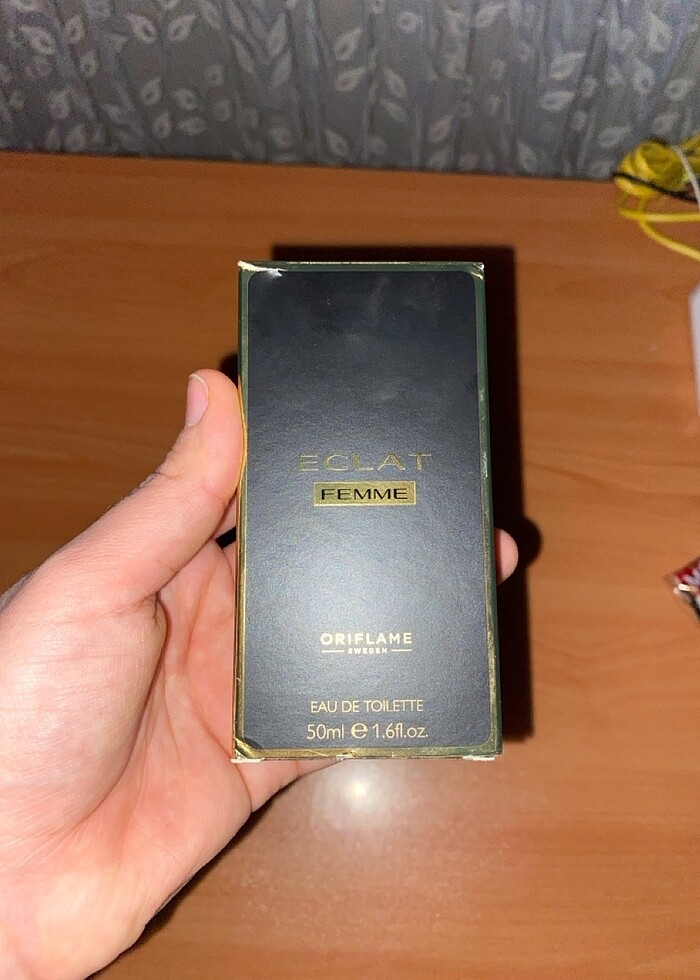 ECLAT
FEMME
ORIFLAME
SWEDEN
EAU DE TOILETTE
50ml ℮ 1.6fl.oz.